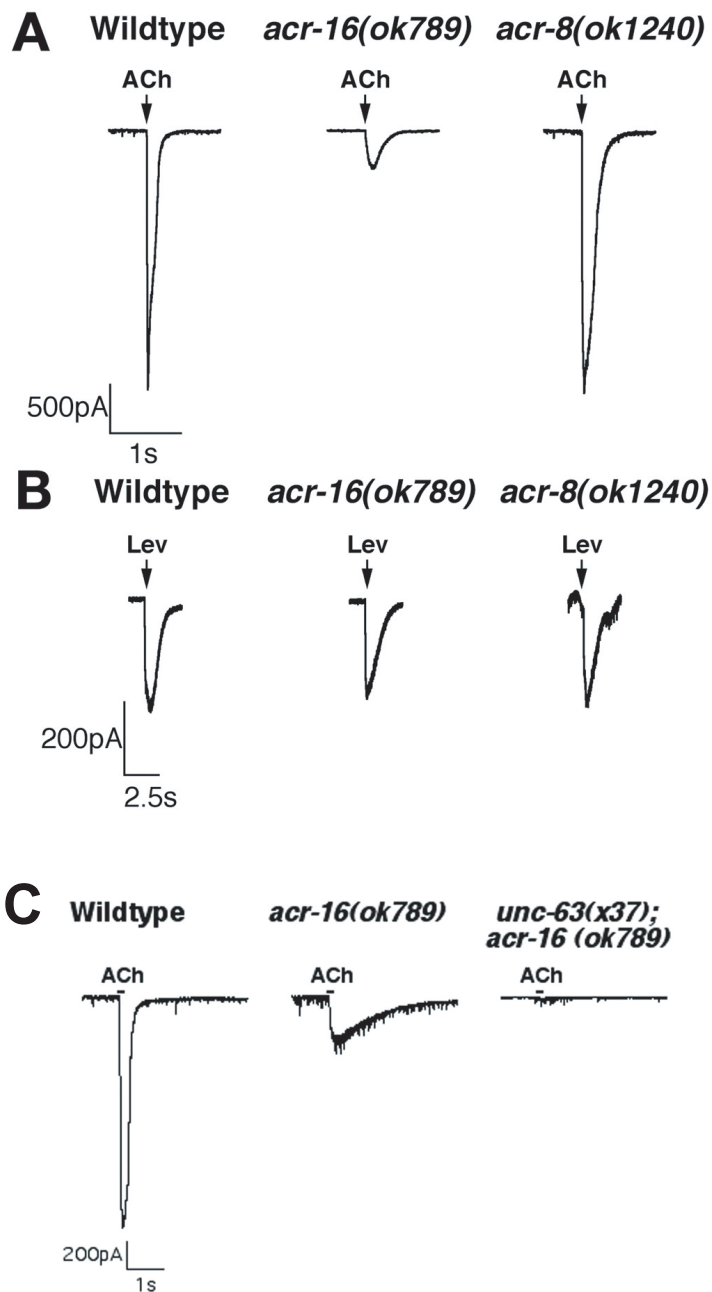 A Wildtype acr-16(ok789) acr-8(ok1240)
ACh ACh ACh
500pA
1s
B Wildtype acr-16(ok789) acr-8(ok1240)
Lev Lev Lev
200pA
2.5s
C Wildtype acr-16(ok789) unc-63(x37);
acr-16 (ok789)
ACh ACh ACh
200pA
1s